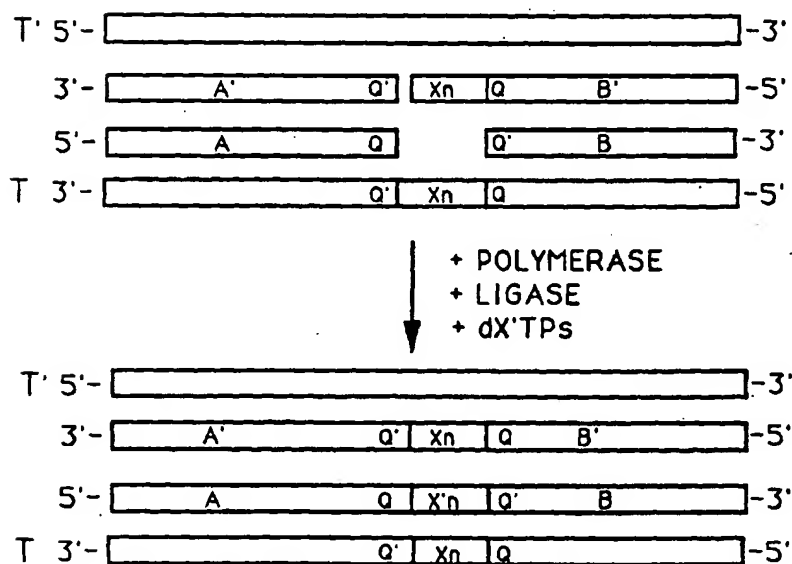 T' 5'- -3'
3'- A' Q' Xn Q B' -5'
5'- A Q Q' B -3'
T 3'- Q' Xn Q -5'
+ POLYMERASE
+ LIGASE
+ dX'TPs
T' 5'- -3'
3'- A' Q' Xn Q B' -5'
5'- A Q X'n Q' B -3'
T 3'- Q' Xn Q -5'